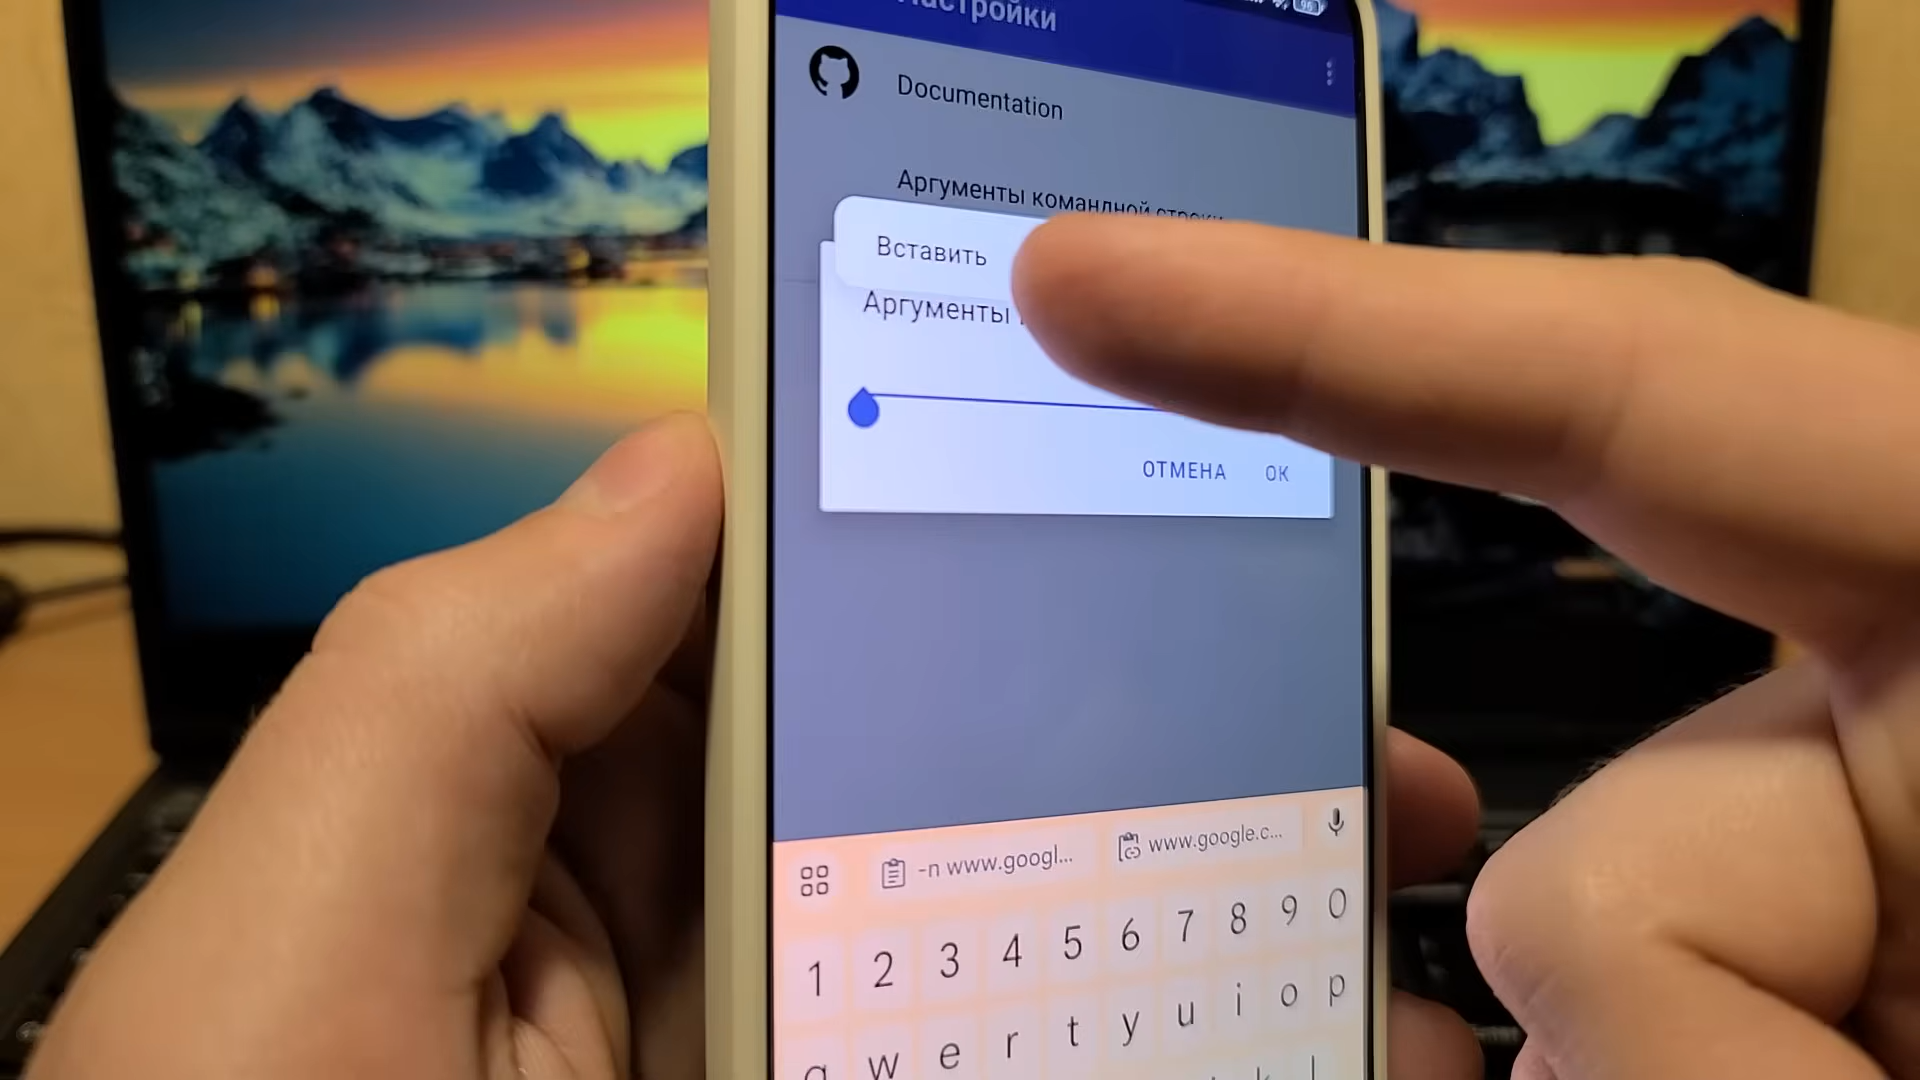 Настройки
96
Documentation
Аргументы командной строки
Вставить
Аргументы
ОТМЕНА
ОК
-n www.googl...
www.google.c...
1 2 3 4 5 6 7 8 9 0
q w e r t y u i o p
k l